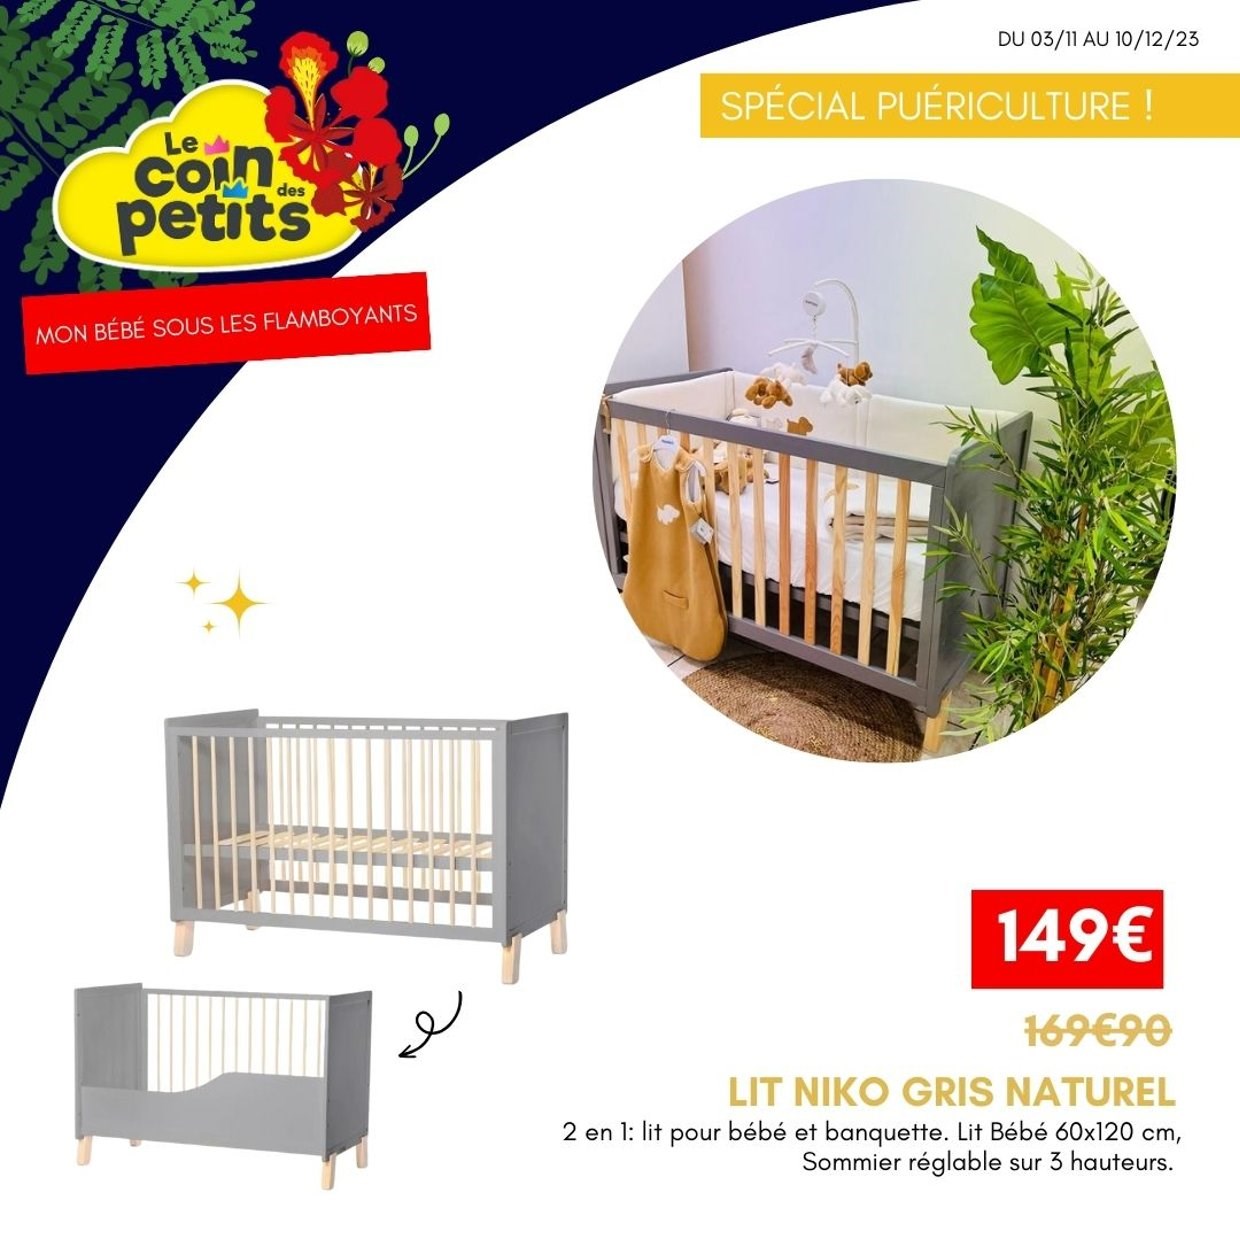 DU 03/11 AU 10/12/23
SPÉCIAL PUÉRICULTURE !
Le
coin
des
petits
MON BÉBÉ SOUS LES FLAMBOYANTS
149€
169€90
LIT NIKO GRIS NATUREL
2 en 1: lit pour bébé et banquette. Lit Bébé 60x120 cm,
Sommier réglable sur 3 hauteurs.